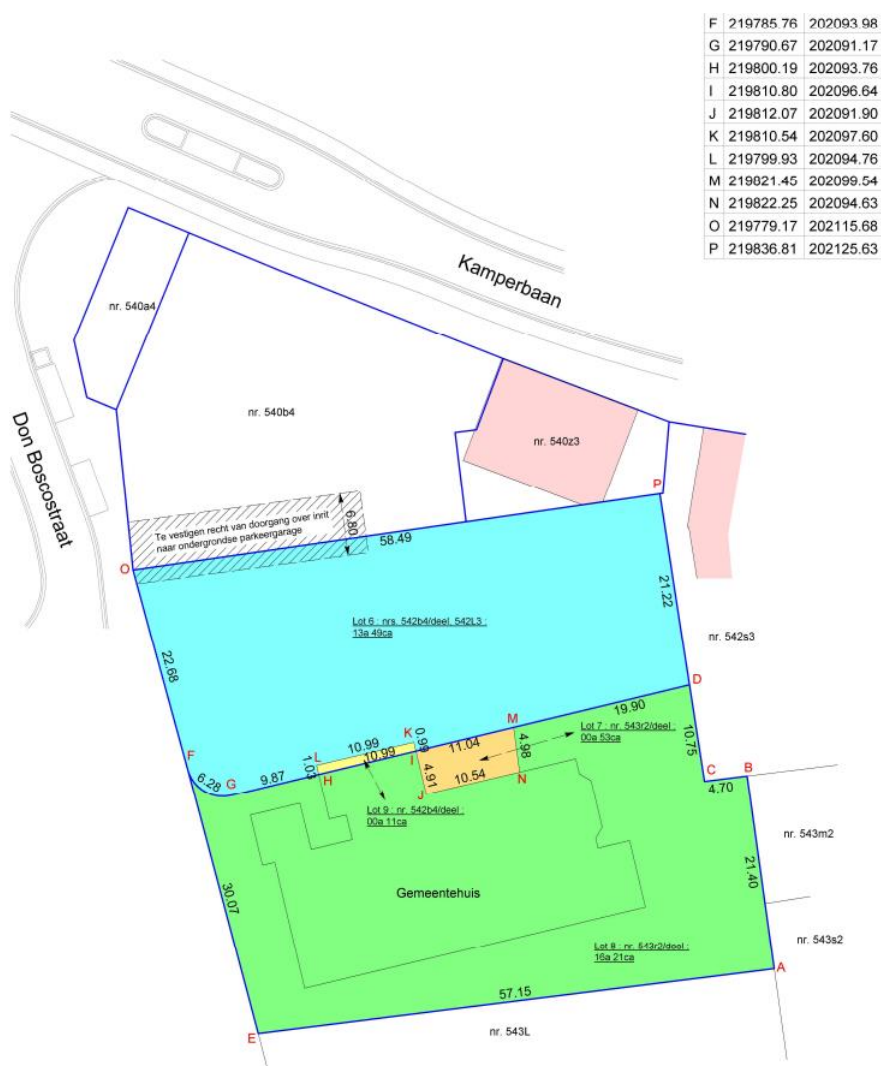 F 219785.76 202093.98
G 219790.67 202091.17
H 219800.19 202093.76
I 219810.80 202096.64
J 219812.07 202091.90
K 219810.54 202097.60
L 219799.93 202094.76
M 219821.45 202099.54
N 219822.25 202094.63
O 219779.17 202115.68
P 219836.81 202125.63
Kamperbaan
nr. 540a4
nr. 540b4
nr. 540z3
Don Boscostraat
P
Te vestigen recht van doorgang over inrit
naar ondergrondse parkeergarage
6.80
58.49
O
21.22
Lot 6 : nrs. 542b4/deel, 542L3 :
13a 49ca
nr. 542s3
22.68
D
19.90
M
K
0.99
11.04
4.98
Lot 7 : nr. 543r2/deel :
00a 53ca
10.75
F
L
10.99
10.99
I
1.03
H
6.28
G
9.87
4.91
10.54
N
J
C
B
4.70
Lot 9 : nr. 542b4/deel :
00a 11ca
nr. 543m2
21.40
30.07
Gemeentehuis
Lot 8 : nr. 543r2/deel :
16a 21ca
nr. 543s2
A
57.15
E
nr. 543L